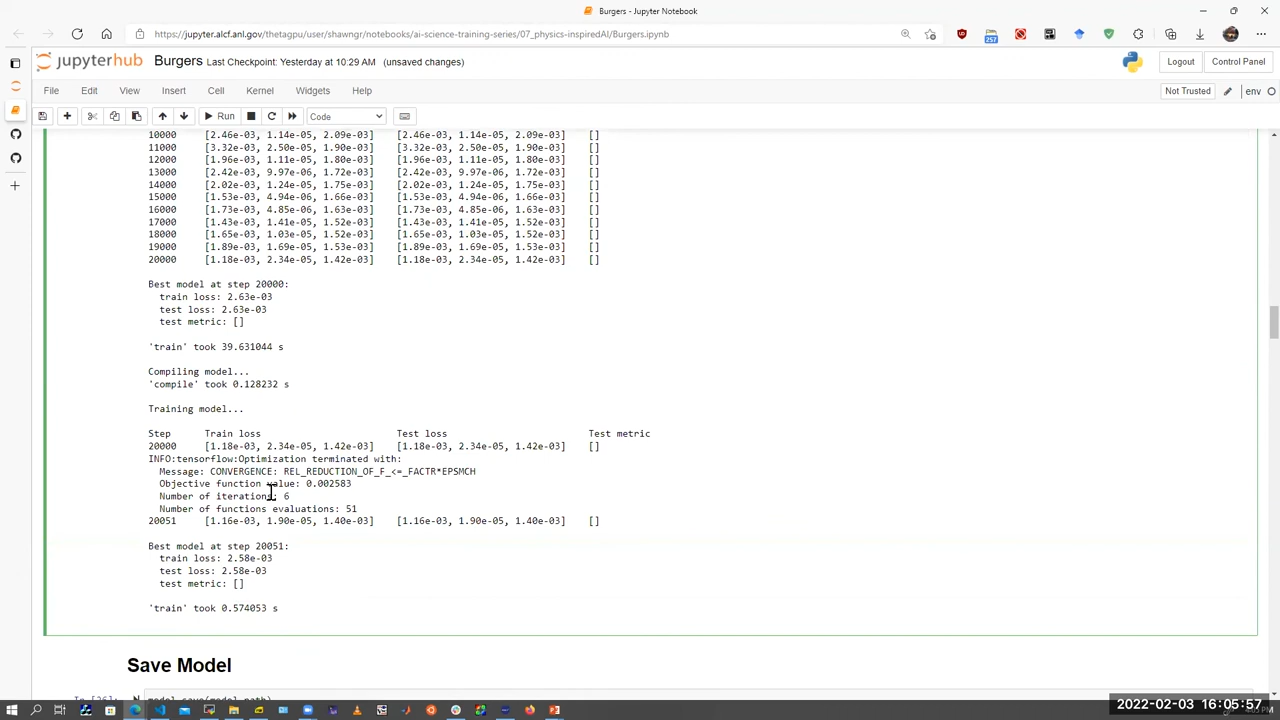 Burgers - Jupyter Notebook
https://jupyter.alcf.anl.gov/thetagpu/user/shawngr/notebooks/ai-science-training-series/07_physics-inspiredAI/Burgers.ipynb
257
jupyterhub Burgers Last Checkpoint: Yesterday at 10:29 AM (unsaved changes) Logout Control Panel
File Edit View Insert Cell Kernel Widgets Help Not Trusted env
Run Code
10000 [2.46e-03, 1.14e-05, 2.09e-03] [2.46e-03, 1.14e-05, 2.09e-03] []
11000 [3.32e-03, 2.50e-05, 1.90e-03] [3.32e-03, 2.50e-05, 1.90e-03] []
12000 [1.96e-03, 1.11e-05, 1.80e-03] [1.96e-03, 1.11e-05, 1.80e-03] []
13000 [2.42e-03, 9.97e-06, 1.72e-03] [2.42e-03, 9.97e-06, 1.72e-03] []
14000 [2.02e-03, 1.24e-05, 1.75e-03] [2.02e-03, 1.24e-05, 1.75e-03] []
15000 [1.53e-03, 4.94e-06, 1.66e-03] [1.53e-03, 4.94e-06, 1.66e-03] []
16000 [1.73e-03, 4.85e-06, 1.63e-03] [1.73e-03, 4.85e-06, 1.63e-03] []
17000 [1.43e-03, 1.41e-05, 1.52e-03] [1.43e-03, 1.41e-05, 1.52e-03] []
18000 [1.65e-03, 1.03e-05, 1.52e-03] [1.65e-03, 1.03e-05, 1.52e-03] []
19000 [1.89e-03, 1.69e-05, 1.53e-03] [1.89e-03, 1.69e-05, 1.53e-03] []
20000 [1.18e-03, 2.34e-05, 1.42e-03] [1.18e-03, 2.34e-05, 1.42e-03] []
Best model at step 20000:
train loss: 2.63e-03
test loss: 2.63e-03
test metric: []
'train' took 39.631044 s
Compiling model...
'compile' took 0.128232 s
Training model...
Step Train loss Test loss Test metric
20000 [1.18e-03, 2.34e-05, 1.42e-03] [1.18e-03, 2.34e-05, 1.42e-03] []
INFO:tensorflow:Optimization terminated with:
Message: CONVERGENCE: REL_REDUCTION_OF_F_<=_FACTR*EPSMCH
Objective function value: 0.002583
Number of iterations: 6
Number of functions evaluations: 51
20051 [1.16e-03, 1.90e-05, 1.40e-03] [1.16e-03, 1.90e-05, 1.40e-03] []
Best model at step 20051:
train loss: 2.58e-03
test loss: 2.58e-03
test metric: []
'train' took 0.574053 s
Save Model
In [26]: model.save(model_path)
2022-02-03 16:05:57